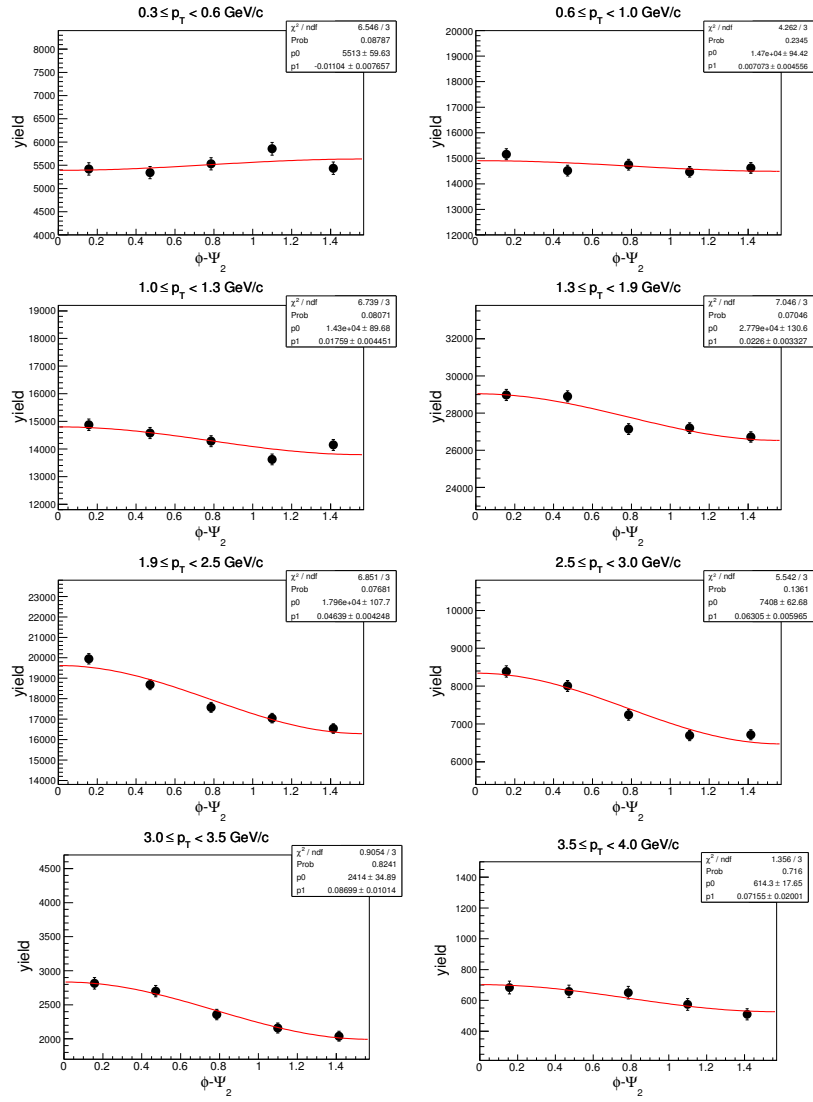 0.3 ≤ p_T < 0.6 GeV/c
χ² / ndf 6.546 / 3
Prob 0.08787
p0 5513 ± 59.63
p1 -0.01104 ± 0.007657
yield
8000
7500
7000
6500
6000
5500
5000
4500
4000
0 0.2 0.4 0.6 0.8 1 1.2 1.4
ϕ-Ψ_2
0.6 ≤ p_T < 1.0 GeV/c
χ² / ndf 4.262 / 3
Prob 0.2345
p0 1.47e+04 ± 94.42
p1 0.007073 ± 0.004556
yield
20000
19000
18000
17000
16000
15000
14000
13000
12000
0 0.2 0.4 0.6 0.8 1 1.2 1.4
ϕ-Ψ_2
1.0 ≤ p_T < 1.3 GeV/c
χ² / ndf 6.739 / 3
Prob 0.08071
p0 1.43e+04 ± 89.68
p1 0.01759 ± 0.004451
yield
19000
18000
17000
16000
15000
14000
13000
12000
0 0.2 0.4 0.6 0.8 1 1.2 1.4
ϕ-Ψ_2
1.3 ≤ p_T < 1.9 GeV/c
χ² / ndf 7.046 / 3
Prob 0.07046
p0 2.779e+04 ± 130.6
p1 0.0226 ± 0.003327
yield
32000
30000
28000
26000
24000
0 0.2 0.4 0.6 0.8 1 1.2 1.4
ϕ-Ψ_2
1.9 ≤ p_T < 2.5 GeV/c
χ² / ndf 6.851 / 3
Prob 0.07681
p0 1.796e+04 ± 107.7
p1 0.04639 ± 0.004248
yield
23000
22000
21000
20000
19000
18000
17000
16000
15000
14000
0 0.2 0.4 0.6 0.8 1 1.2 1.4
ϕ-Ψ_2
2.5 ≤ p_T < 3.0 GeV/c
χ² / ndf 5.542 / 3
Prob 0.1361
p0 7408 ± 62.68
p1 0.06305 ± 0.005965
yield
10000
9000
8000
7000
6000
0 0.2 0.4 0.6 0.8 1 1.2 1.4
ϕ-Ψ_2
3.0 ≤ p_T < 3.5 GeV/c
χ² / ndf 0.9054 / 3
Prob 0.8241
p0 2414 ± 34.89
p1 0.08699 ± 0.01014
yield
4500
4000
3500
3000
2500
2000
0 0.2 0.4 0.6 0.8 1 1.2 1.4
ϕ-Ψ_2
3.5 ≤ p_T < 4.0 GeV/c
χ² / ndf 1.356 / 3
Prob 0.716
p0 614.3 ± 17.65
p1 0.07155 ± 0.02001
yield
1400
1200
1000
800
600
400
0 0.2 0.4 0.6 0.8 1 1.2 1.4
ϕ-Ψ_2